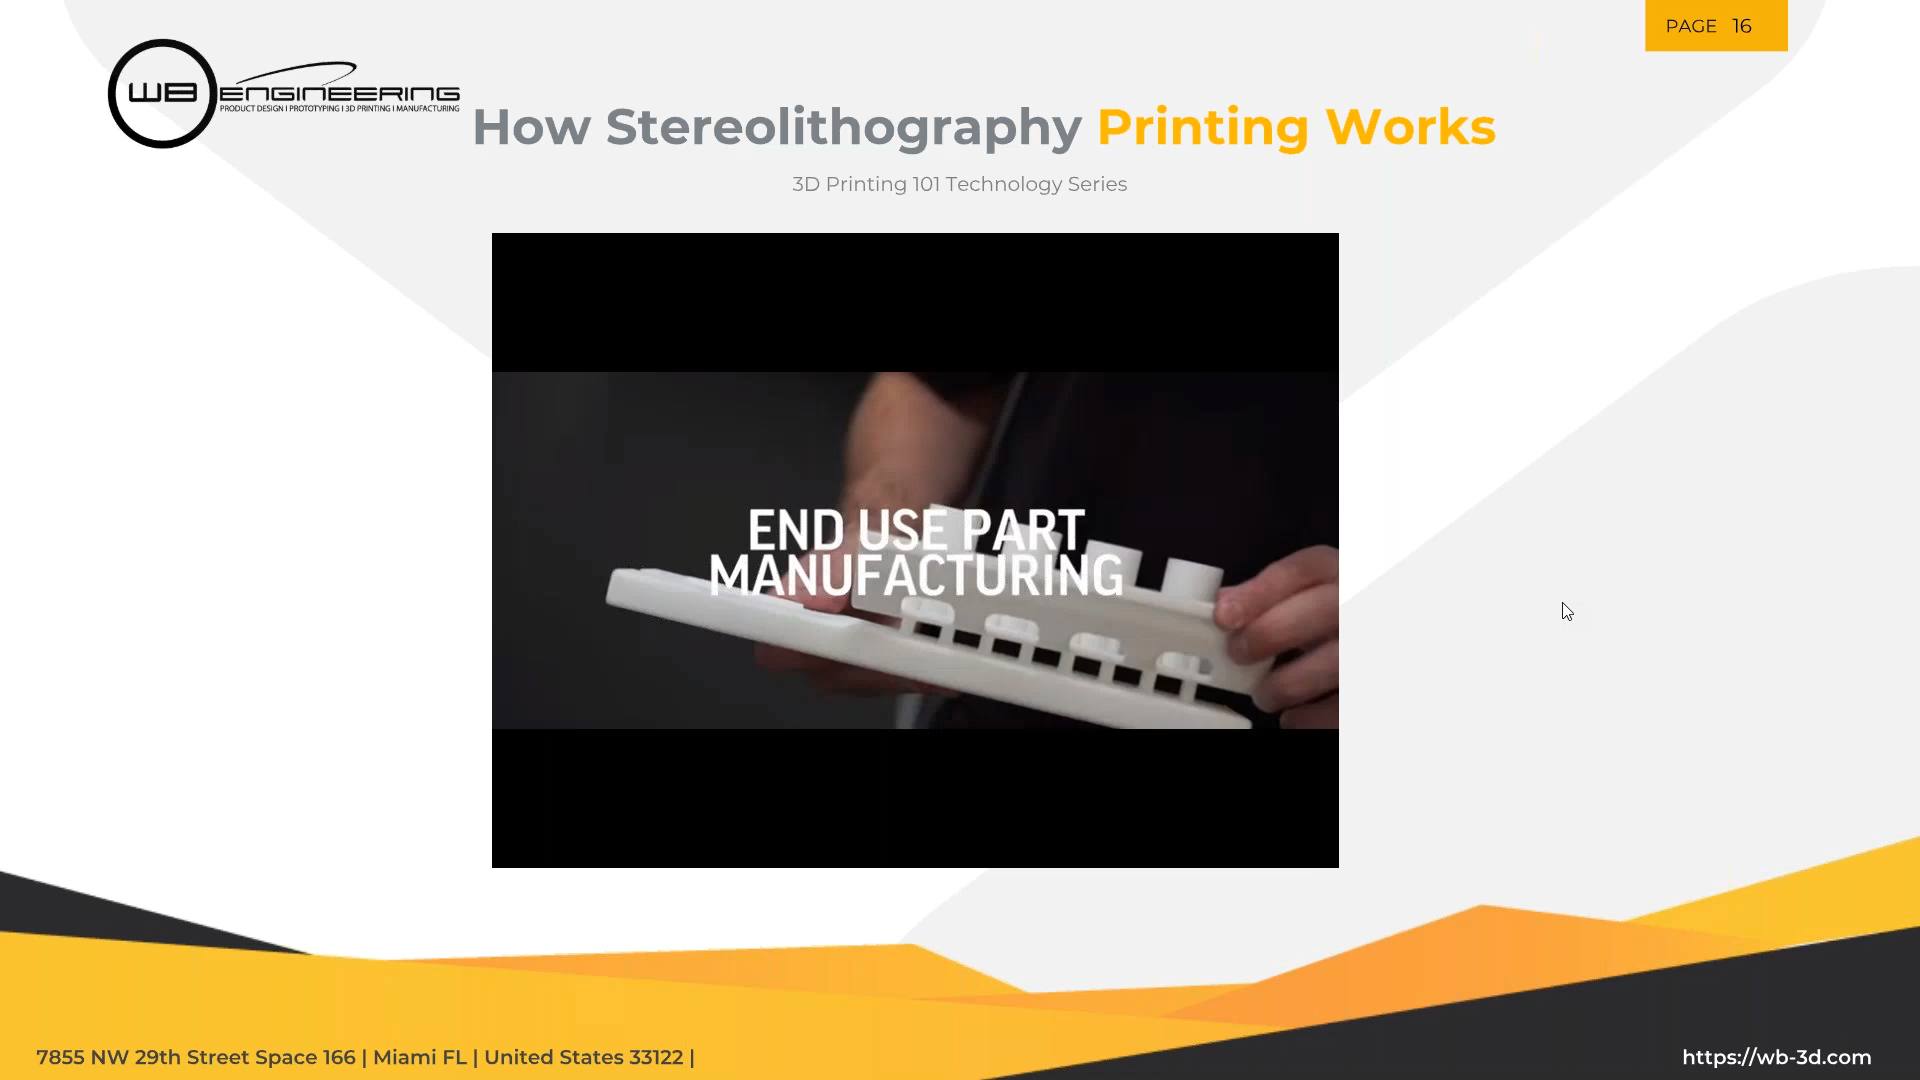 PAGE 16
WB ENGINEERING
PRODUCT DESIGN | PROTOTYPING | 3D PRINTING | MANUFACTURING
How Stereolithography Printing Works
3D Printing 101 Technology Series
END USE PART
MANUFACTURING
7855 NW 29th Street Space 166 | Miami FL | United States 33122 |
https://wb-3d.com